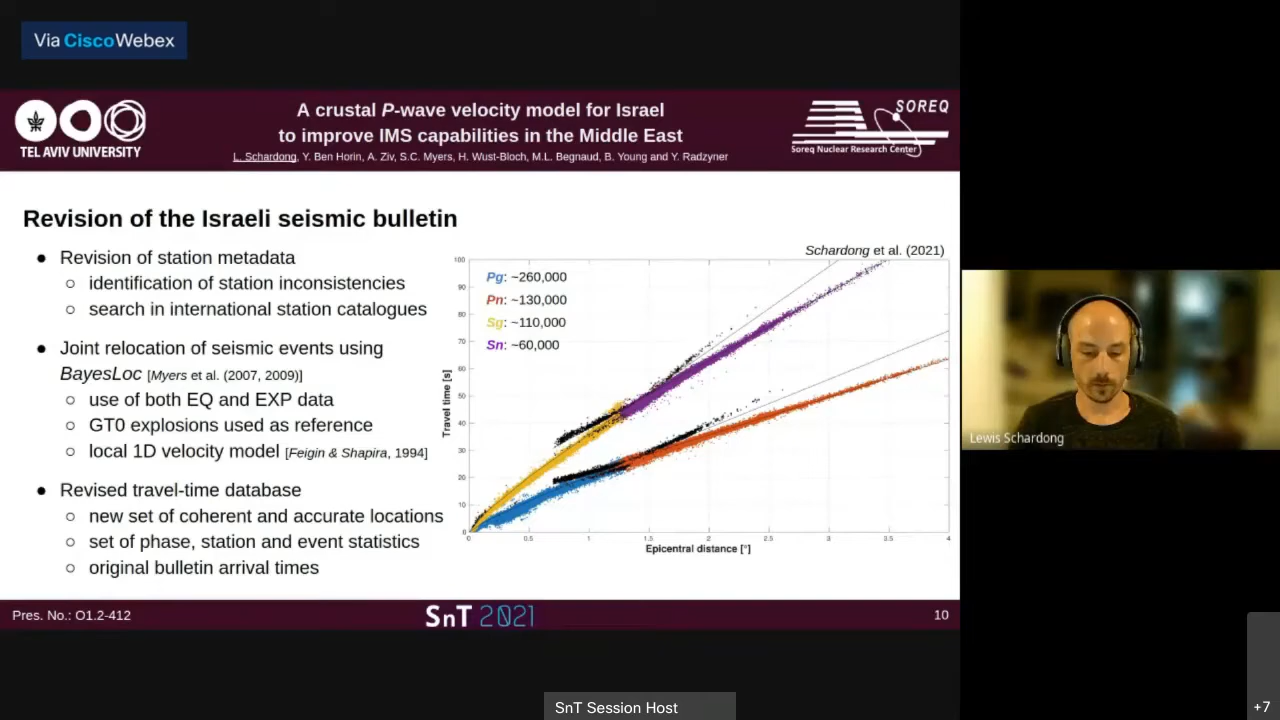 Via CiscoWebex
TEL AVIV UNIVERSITY
A crustal P-wave velocity model for Israel
to improve IMS capabilities in the Middle East
L. Schardong, Y. Ben Horin, A. Ziv, S.C. Myers, H. Wust-Bloch, M.L. Begnaud, B. Young and Y. Radzyner
SOREQ
Soreq Nuclear Research Center
Revision of the Israeli seismic bulletin
● Revision of station metadata
○ identification of station inconsistencies
○ search in international station catalogues
● Joint relocation of seismic events using
BayesLoc [Myers et al. (2007, 2009)]
○ use of both EQ and EXP data
○ GT0 explosions used as reference
○ local 1D velocity model [Feigin & Shapira, 1994]
● Revised travel-time database
○ new set of coherent and accurate locations
○ set of phase, station and event statistics
○ original bulletin arrival times
Schardong et al. (2021)
Pg: ~260,000
Pn: ~130,000
Sg: ~110,000
Sn: ~60,000
Travel time [s]
100
90
80
70
60
50
40
30
20
10
0
0 0.5 1 1.5 2 2.5 3 3.5 4
Epicentral distance [°]
Pres. No.: O1.2-412
SnT 2021
10
Lewis Schardong
SnT Session Host
+7